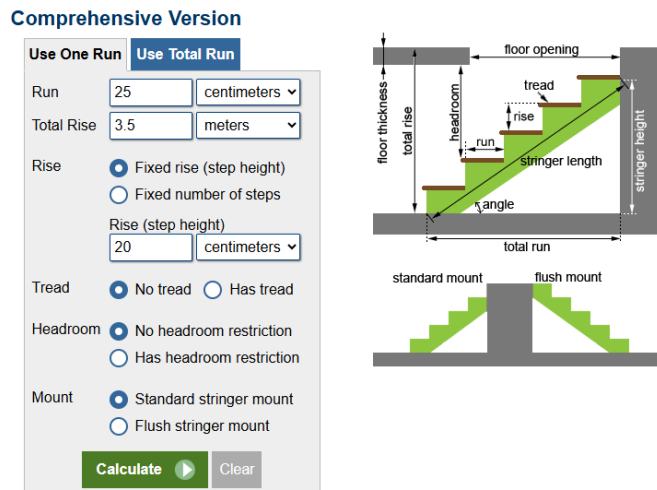 Comprehensive Version
Use One Run Use Total Run
Run 25 centimeters
Total Rise 3.5 meters
Rise Fixed rise (step height)
Fixed number of steps
Rise (step height)
20 centimeters
Tread No tread Has tread
Headroom No headroom restriction
Has headroom restriction
Mount Standard stringer mount
Flush stringer mount
Calculate Clear
floor opening
floor thickness
total rise
headroom
tread
rise
run
stringer length
stringer height
angle
total run
standard mount flush mount